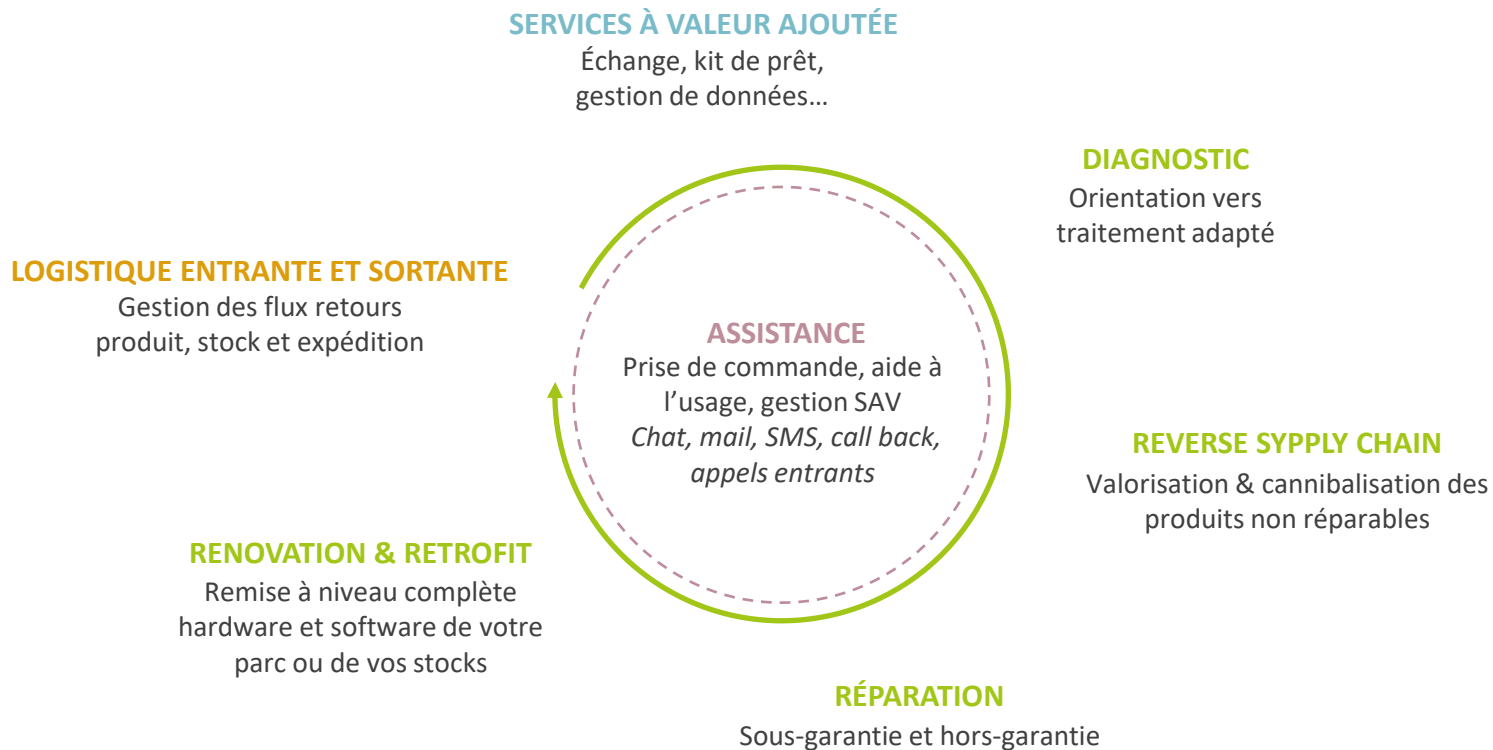 SERVICES À VALEUR AJOUTÉE
Échange, kit de prêt,
gestion de données…
DIAGNOSTIC
Orientation vers
traitement adapté
LOGISTIQUE ENTRANTE ET SORTANTE
Gestion des flux retours
produit, stock et expédition
ASSISTANCE
Prise de commande, aide à
l’usage, gestion SAV
Chat, mail, SMS, call back,
appels entrants
REVERSE SYPPLY CHAIN
Valorisation & cannibalisation des
produits non réparables
RENOVATION & RETROFIT
Remise à niveau complète
hardware et software de votre
parc ou de vos stocks
RÉPARATION
Sous-garantie et hors-garantie